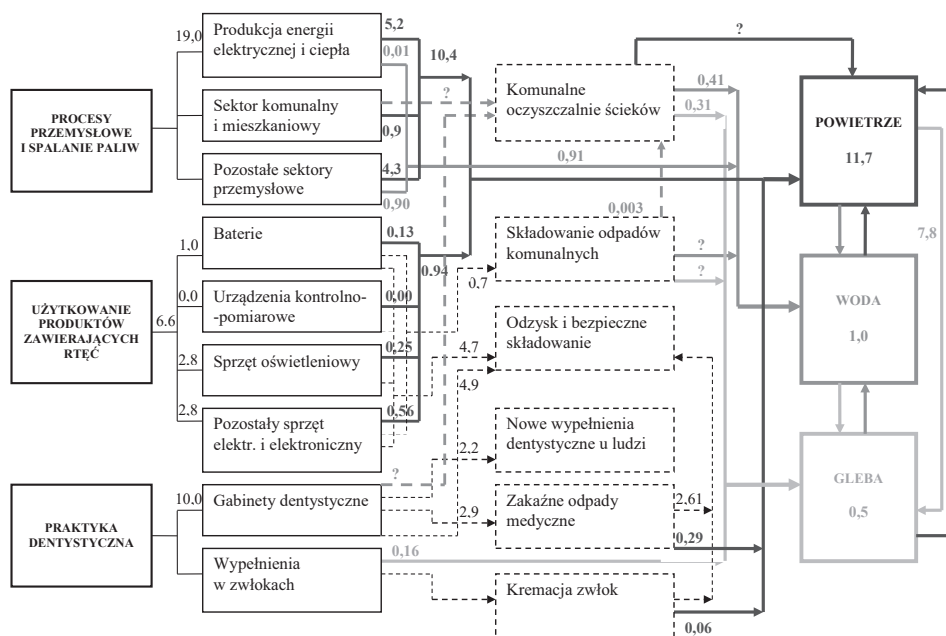 PROCESY
PRZEMYSŁOWE
I SPALANIE PALIW
19,0
Produkcja energii
elektrycznej i ciepła
5,2
0,01
10,4
Sektor komunalny
i mieszkaniowy
?
0,9
Pozostałe sektory
przemysłowe
4,3
0,90
UŻYTKOWANIE
PRODUKTÓW
ZAWIERAJĄCYCH
RTĘĆ
6.6
1,0
Baterie
0,13
0.94
0,0
Urządzenia kontrolno-
-pomiarowe
0,00
2.8
Sprzęt oświetleniowy
0,25
2,8
Pozostały sprzęt
elektr. i elektroniczny
0,56
PRAKTYKA
DENTYSTYCZNA
10,0
Gabinety dentystyczne
?
2,2
2,9
Wypełnienia
w zwłokach
0,16
Komunalne
oczyszczalnie ścieków
?
0,41
0,31
0,91
0,003
Składowanie odpadów
komunalnych
0,7
?
?
Odzysk i bezpieczne
składowanie
4,7
4,9
Nowe wypełnienia
dentystyczne u ludzi
Zakaźne odpady
medyczne
2,61
0,29
Kremacja zwłok
0,06
POWIETRZE
11,7
7,8
WODA
1,0
GLEBA
0,5